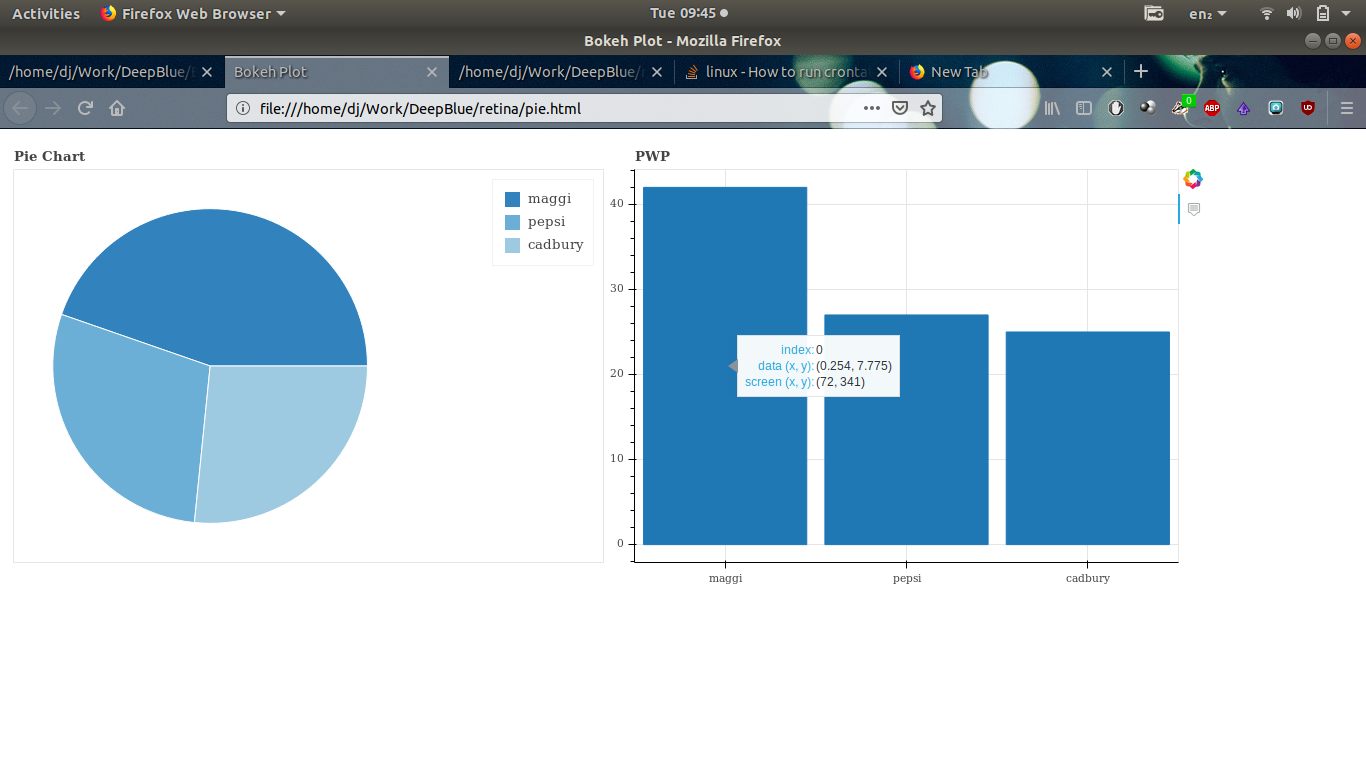 Activities Firefox Web Browser Tue 09:45 en₂
Bokeh Plot - Mozilla Firefox
/home/dj/Work/DeepBlue/ Bokeh Plot /home/dj/Work/DeepBlue/ linux - How to run cronta New Tab
file:///home/dj/Work/DeepBlue/retina/pie.html 0 ABP
Pie Chart
maggi
pepsi
cadbury
PWP
40
30
20
10
0
index: 0
data (x, y): (0.254, 7.775)
screen (x, y): (72, 341)
maggi pepsi cadbury